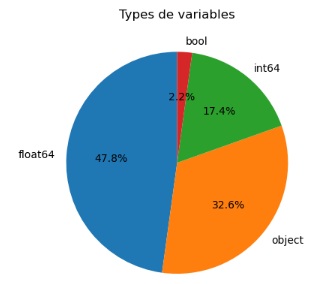 Types de variables
bool
int64
2.2%
17.4%
float64
47.8%
32.6%
object